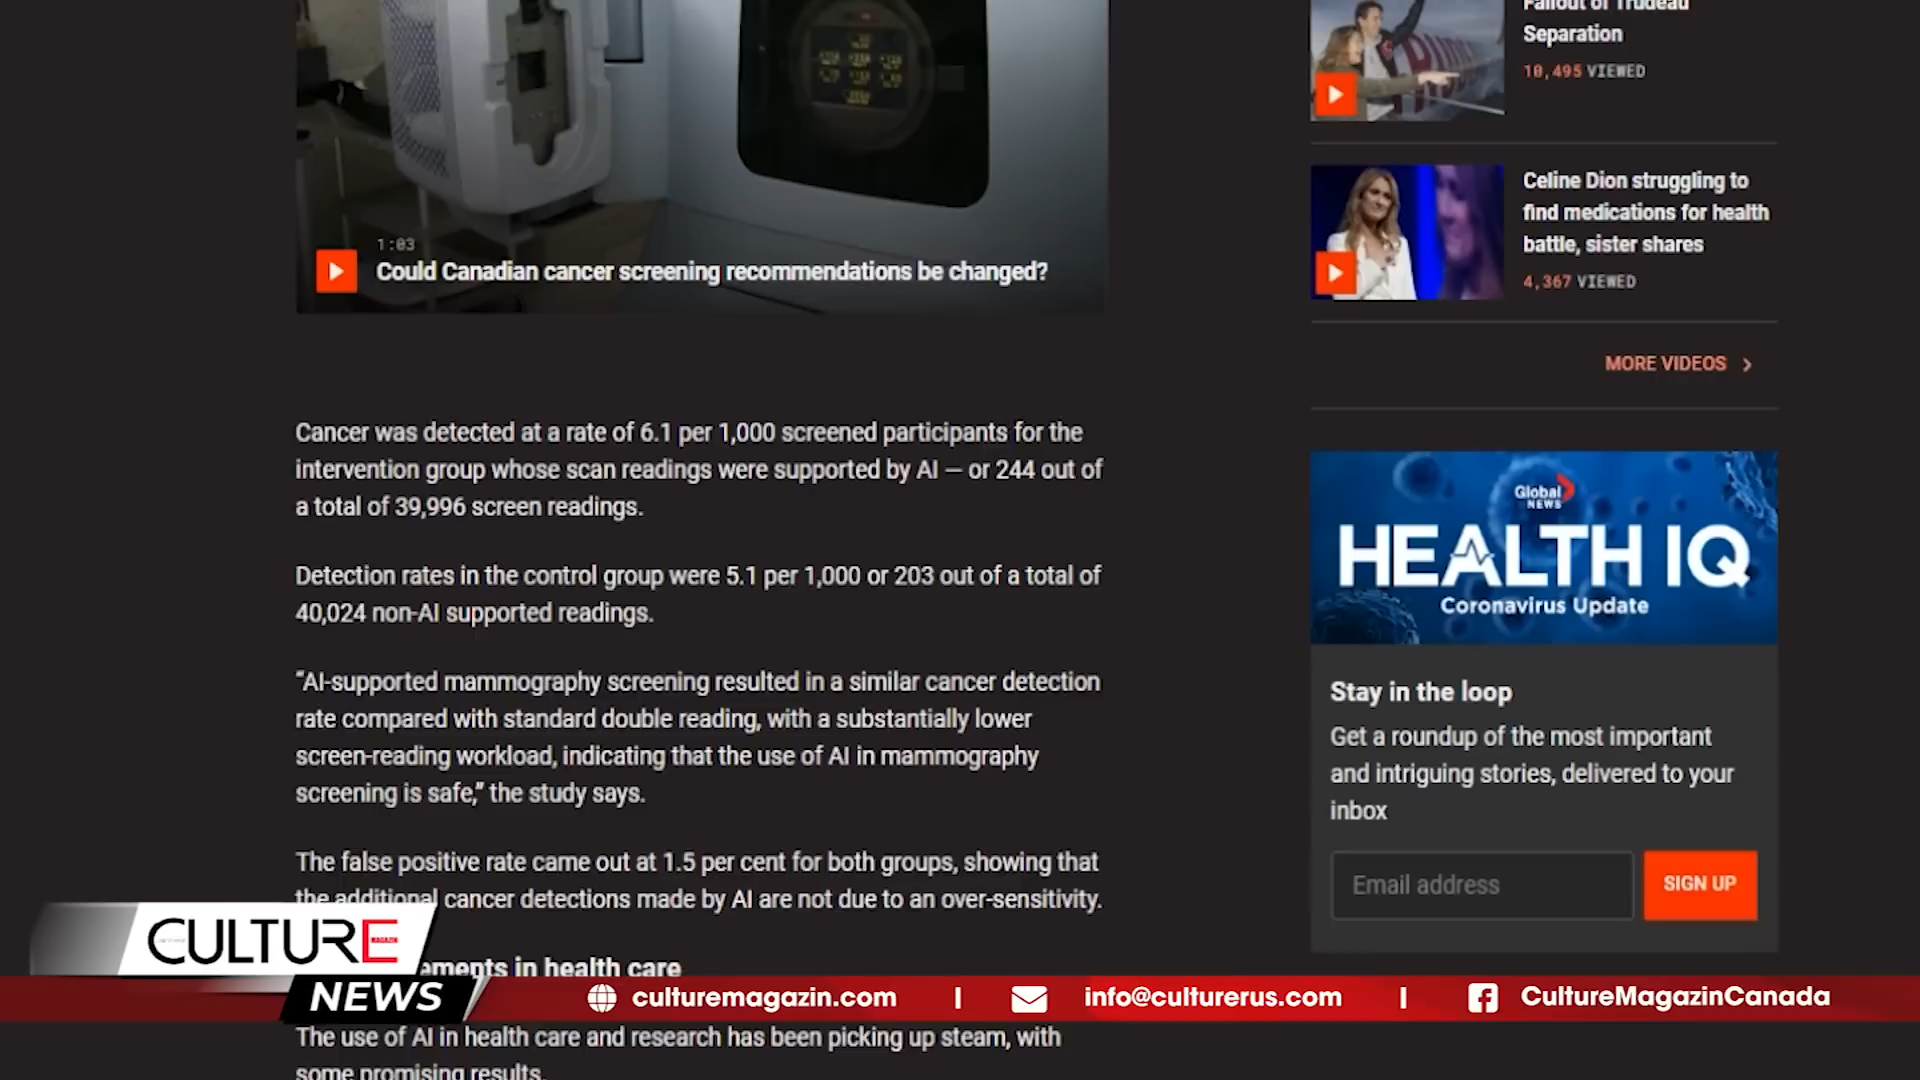 1:03
Could Canadian cancer screening recommendations be changed?
Cancer was detected at a rate of 6.1 per 1,000 screened participants for the
intervention group whose scan readings were supported by AI — or 244 out of
a total of 39,996 screen readings.
Detection rates in the control group were 5.1 per 1,000 or 203 out of a total of
40,024 non-AI supported readings.
“AI-supported mammography screening resulted in a similar cancer detection
rate compared with standard double reading, with a substantially lower
screen-reading workload, indicating that the use of AI in mammography
screening is safe,” the study says.
The false positive rate came out at 1.5 per cent for both groups, showing that
the additional cancer detections made by AI are not due to an over-sensitivity.
ements in health care
The use of AI in health care and research has been picking up steam, with
some promising results.
Fallout of Trudeau
Separation
10,495 VIEWED
Celine Dion struggling to
find medications for health
battle, sister shares
4,367 VIEWED
MORE VIDEOS
Global
NEWS
HEALTH IQ
Coronavirus Update
Stay in the loop
Get a roundup of the most important
and intriguing stories, delivered to your
inbox
Email address
SIGN UP
CULTURE
MAGAZIN
NEWS
culturemagazin.com | info@culturerus.com | CultureMagazinCanada